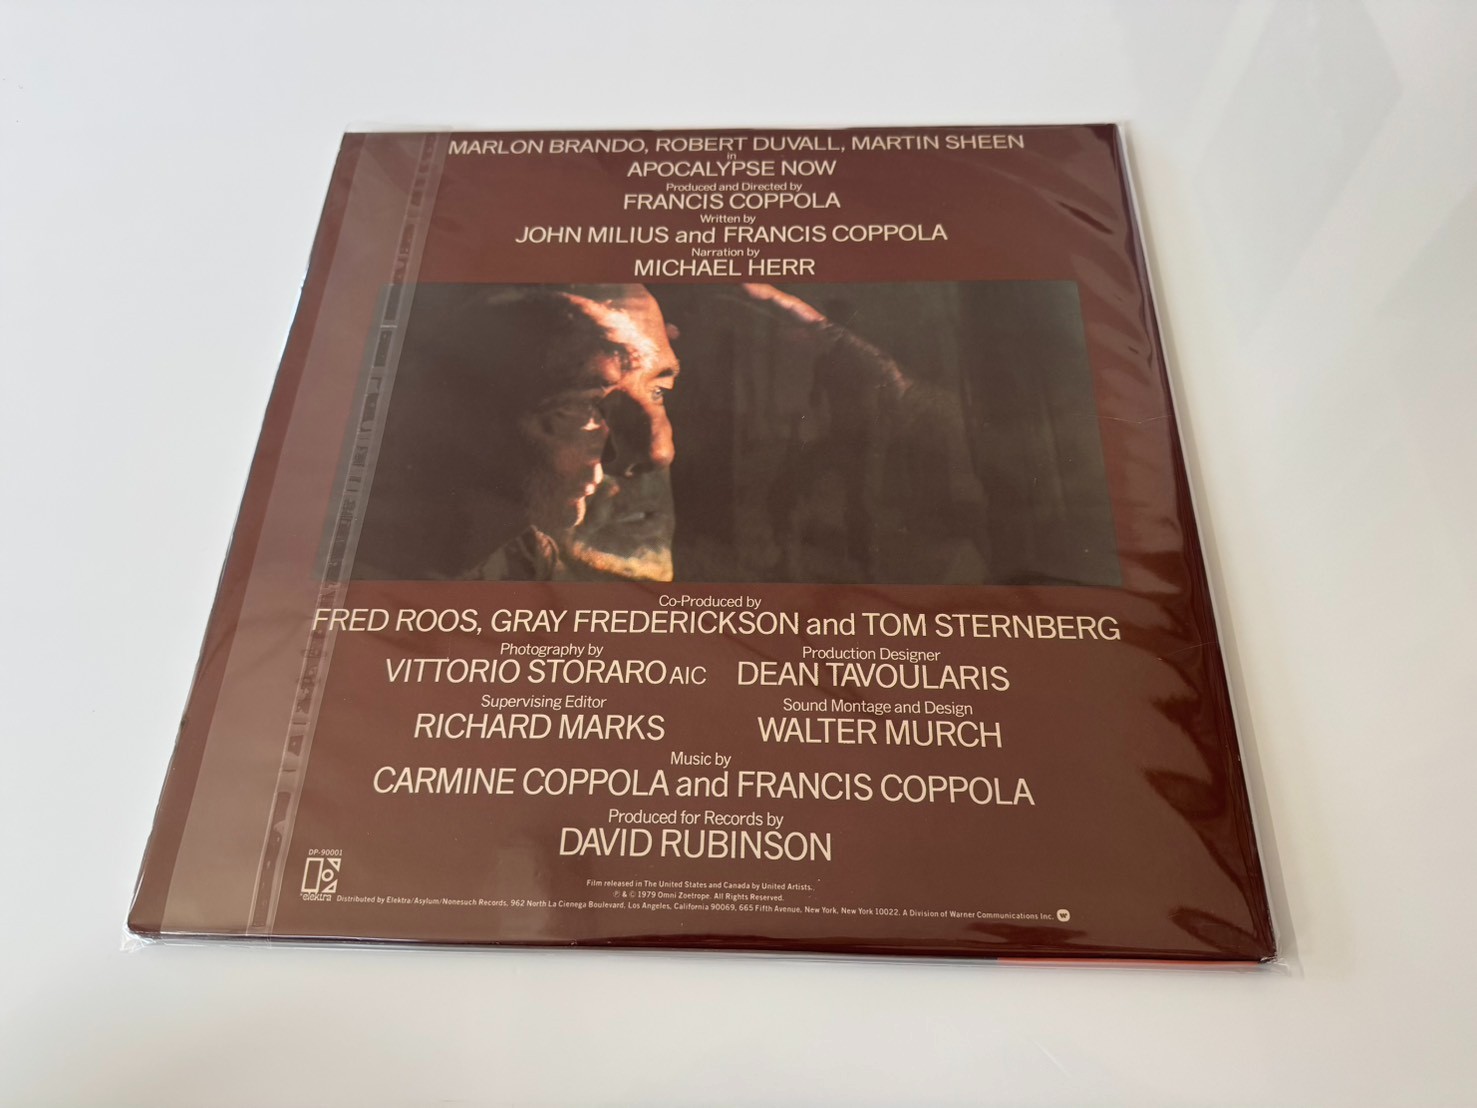 MARLON BRANDO, ROBERT DUVALL, MARTIN SHEEN
in
APOCALYPSE NOW
Produced and Directed by
FRANCIS COPPOLA
Written by
JOHN MILIUS and FRANCIS COPPOLA
Narration by
MICHAEL HERR
Co-Produced by
FRED ROOS, GRAY FREDERICKSON and TOM STERNBERG
Photography by
VITTORIO STORARO AIC
Production Designer
DEAN TAVOULARIS
Supervising Editor
RICHARD MARKS
Sound Montage and Design
WALTER MURCH
Music by
CARMINE COPPOLA and FRANCIS COPPOLA
Produced for Records by
DAVID RUBINSON
DP-90001
elektra
Film released in The United States and Canada by United Artists.
℗ & © 1979 Omni Zoetrope. All Rights Reserved.
Distributed by Elektra/Asylum/Nonesuch Records, 962 North La Cienega Boulevard, Los Angeles, California 90069, 665 Fifth Avenue, New York, New York 10022. A Division of Warner Communications Inc.